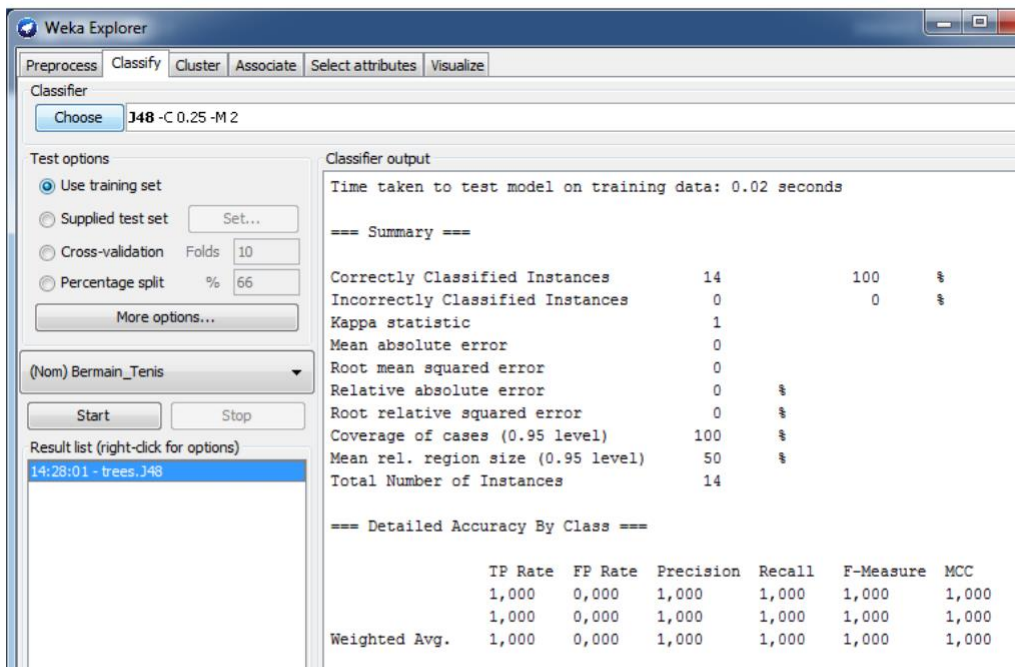 Weka Explorer
Preprocess Classify Cluster Associate Select attributes Visualize
Classifier
Choose J48 -C 0.25 -M 2
Test options
Use training set
Supplied test set Set...
Cross-validation Folds 10
Percentage split % 66
More options...
(Nom) Bermain_Tenis
Start Stop
Result list (right-click for options)
14:28:01 - trees.J48
Classifier output
Time taken to test model on training data: 0.02 seconds
=== Summary ===
Correctly Classified Instances 14 100 %
Incorrectly Classified Instances 0 0 %
Kappa statistic 1
Mean absolute error 0
Root mean squared error 0
Relative absolute error 0 %
Root relative squared error 0 %
Coverage of cases (0.95 level) 100 %
Mean rel. region size (0.95 level) 50 %
Total Number of Instances 14
=== Detailed Accuracy By Class ===
TP Rate FP Rate Precision Recall F-Measure MCC
1,000 0,000 1,000 1,000 1,000 1,000
1,000 0,000 1,000 1,000 1,000 1,000
Weighted Avg. 1,000 0,000 1,000 1,000 1,000 1,000